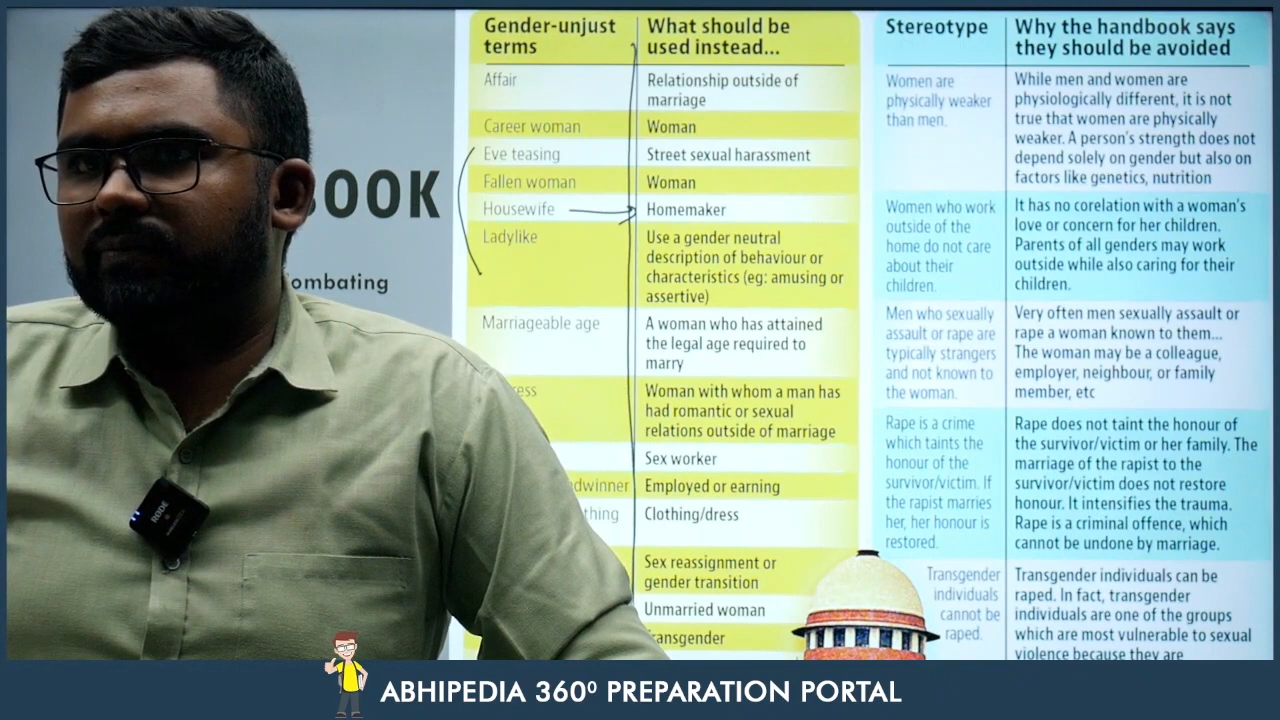 BOOK
ombating
Gender-unjust
terms
What should be
used instead...
Affair
Relationship outside of
marriage
Career woman
Woman
Eve teasing
Street sexual harassment
Fallen woman
Woman
Housewife
Homemaker
Ladylike
Use a gender neutral
description of behaviour or
characteristics (eg: amusing or
assertive)
Marriageable age
A woman who has attained
the legal age required to
marry
ress
Woman with whom a man has
had romantic or sexual
relations outside of marriage
Sex worker
dwinner
Employed or earning
thing
Clothing/dress
Sex reassignment or
gender transition
Unmarried woman
Transgender
Stereotype
Why the handbook says
they should be avoided
Women are
physically weaker
than men.
While men and women are
physiologically different, it is not
true that women are physically
weaker. A person's strength does not
depend solely on gender but also on
factors like genetics, nutrition
Women who work
outside of the
home do not care
about their
children.
It has no corelation with a woman's
love or concern for her children.
Parents of all genders may work
outside while also caring for their
children.
Men who sexually
assault or rape are
typically strangers
and not known to
the woman.
Very often men sexually assault or
rape a woman known to them...
The woman may be a colleague,
employer, neighbour, or family
member, etc
Rape is a crime
which taints the
honour of the
survivor/victim. If
the rapist marries
her, her honour is
restored.
Rape does not taint the honour of
the survivor/victim or her family. The
marriage of the rapist to the
survivor/victim does not restore
honour. It intensifies the trauma.
Rape is a criminal offence, which
cannot be undone by marriage.
Transgender
individuals
cannot be
raped.
Transgender individuals can be
raped. In fact, transgender
individuals are one of the groups
which are most vulnerable to sexual
violence because they are
RODE
ABHIPEDIA 360⁰ PREPARATION PORTAL